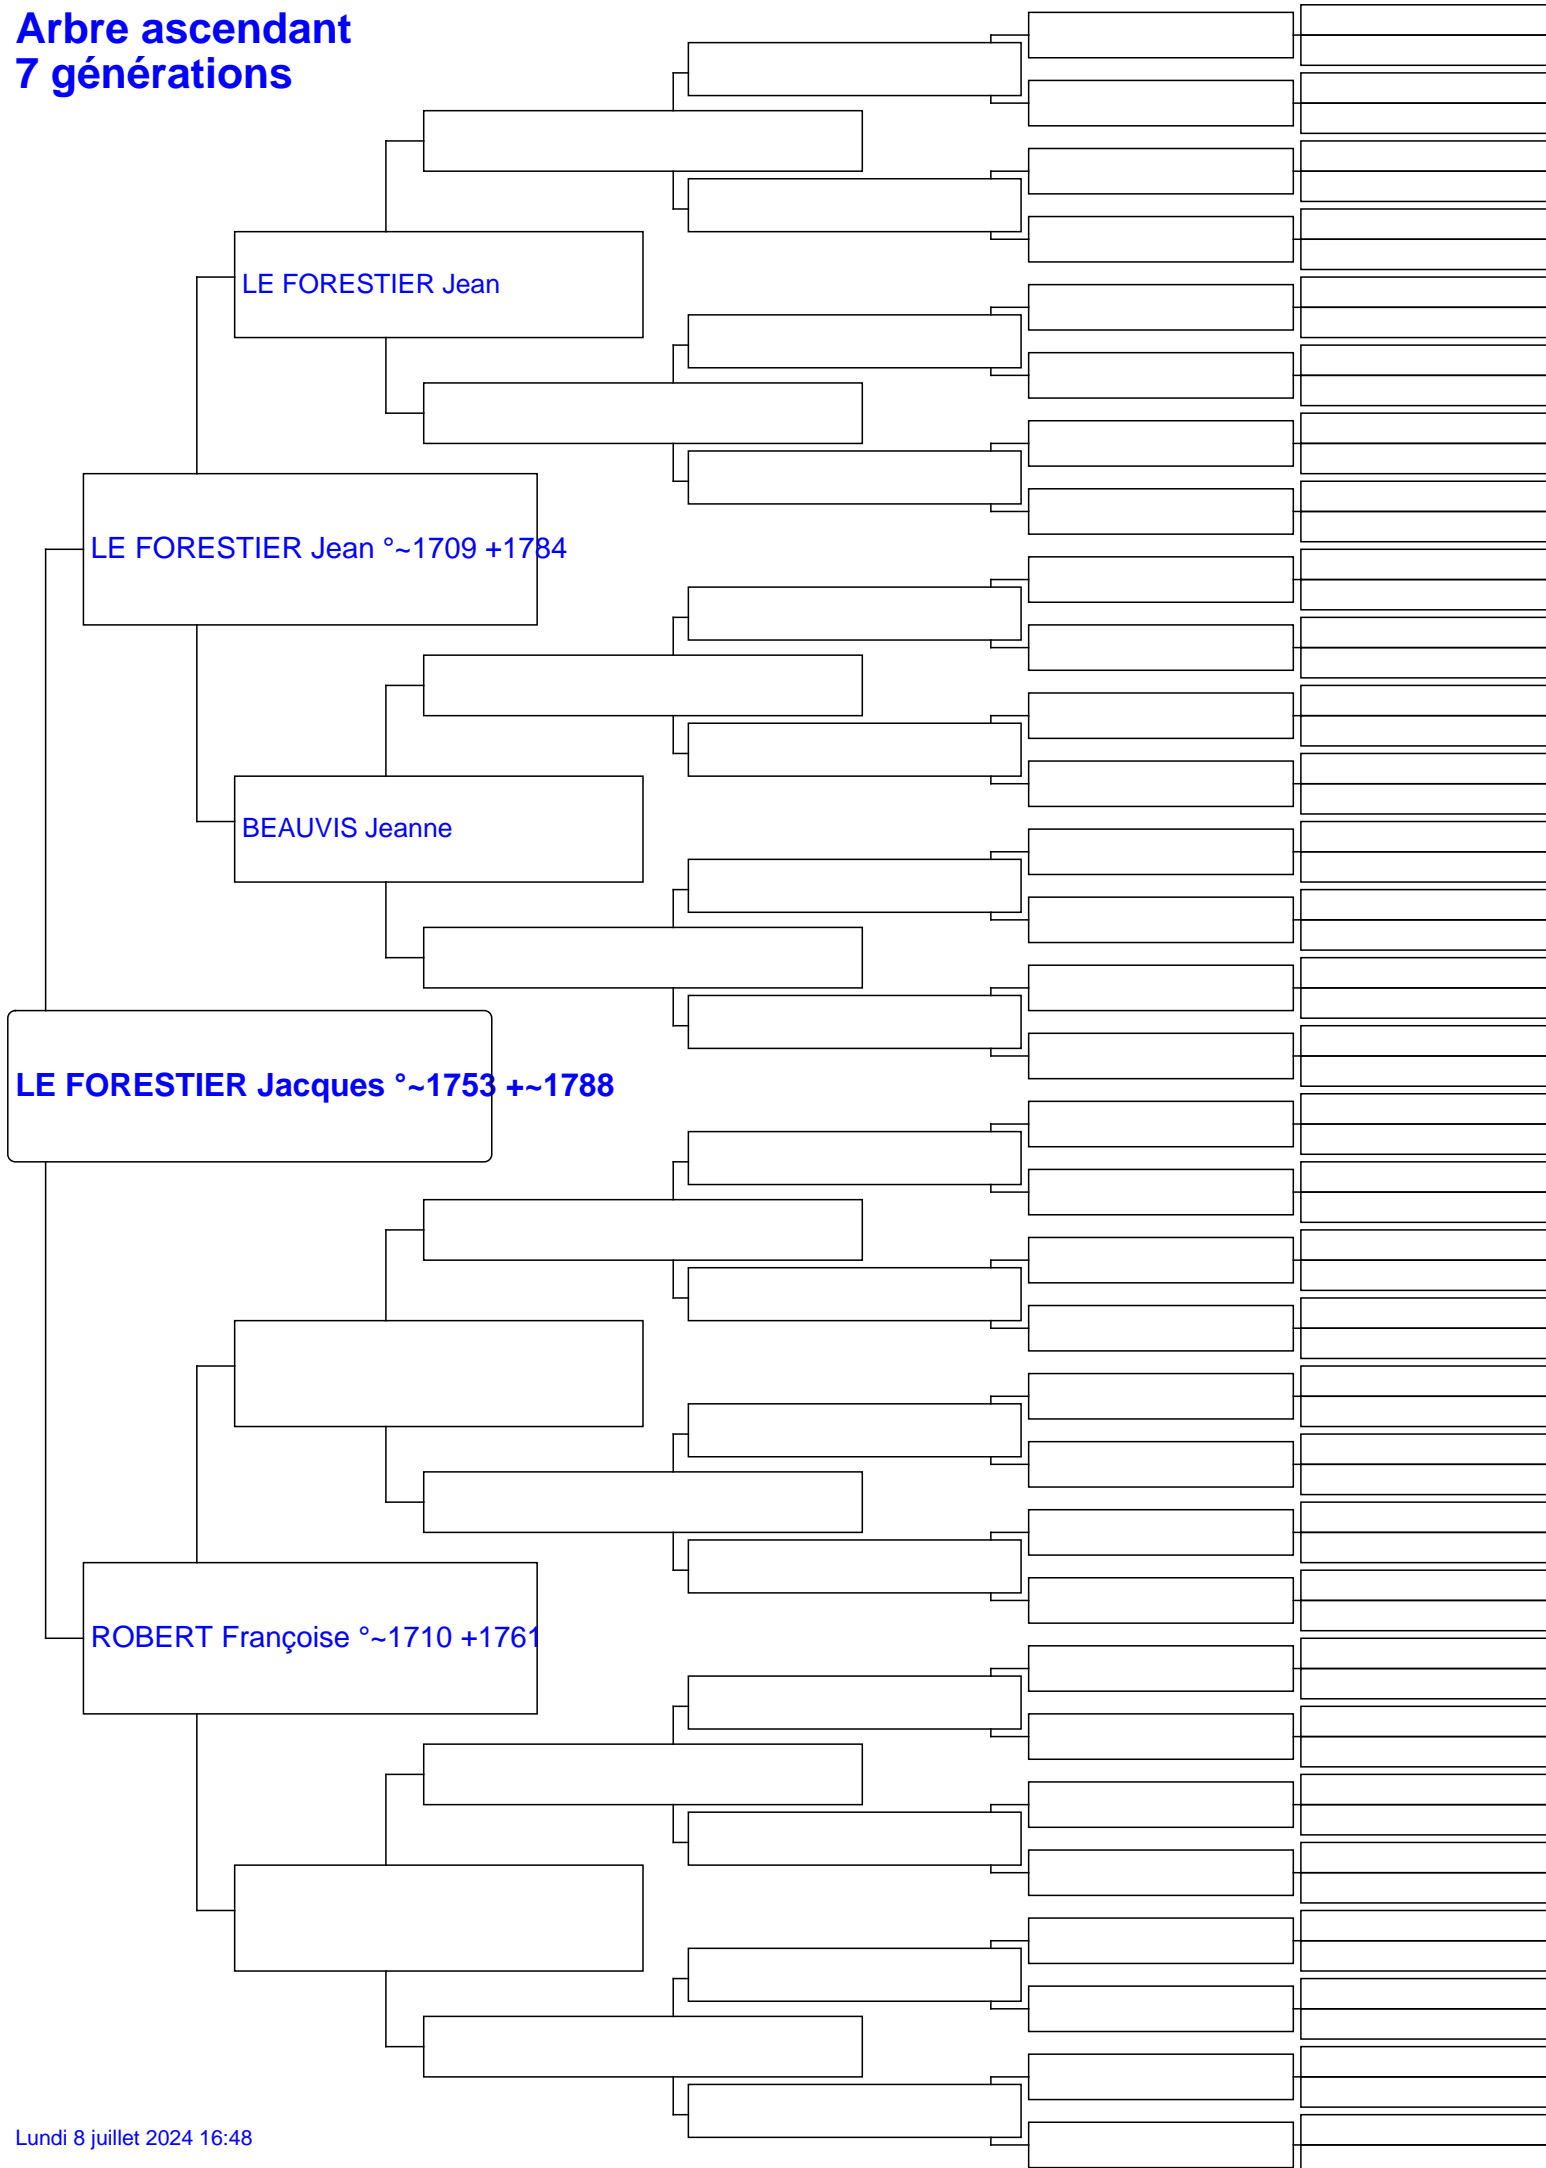 Arbre ascendant
7 générations
LE FORESTIER Jean
LE FORESTIER Jean °~1709 +1784
BEAUVIS Jeanne
LE FORESTIER Jacques °~1753 +~1788
ROBERT Françoise °~1710 +1761
Lundi 8 juillet 2024 16:48